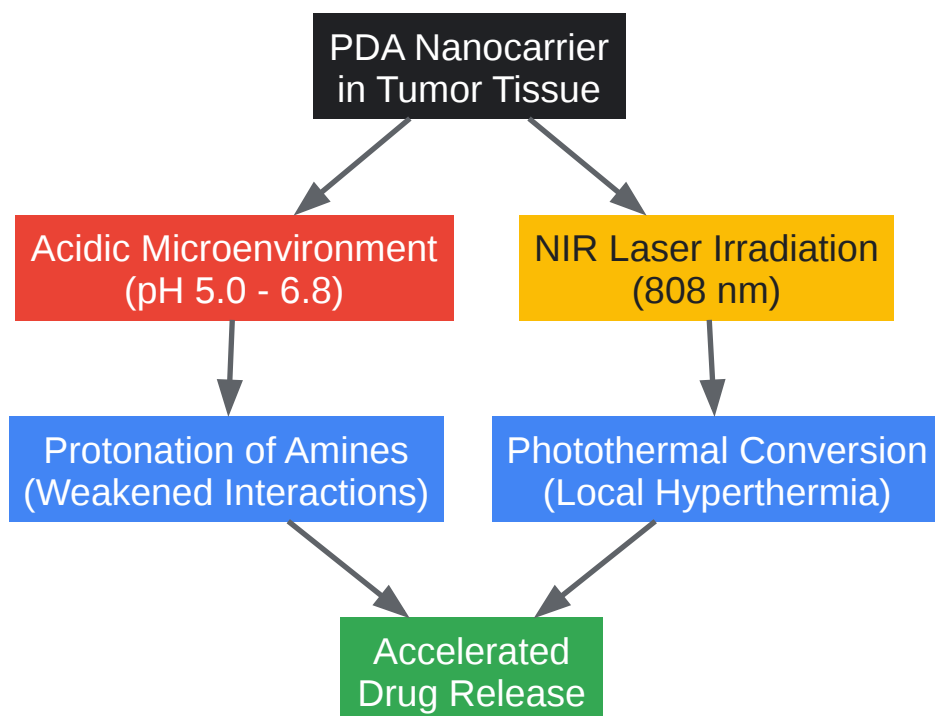 PDA Nanocarrier
in Tumor Tissue
Acidic Microenvironment
(pH 5.0 - 6.8)
NIR Laser Irradiation
(808 nm)
Protonation of Amines
(Weakened Interactions)
Photothermal Conversion
(Local Hyperthermia)
Accelerated
Drug Release